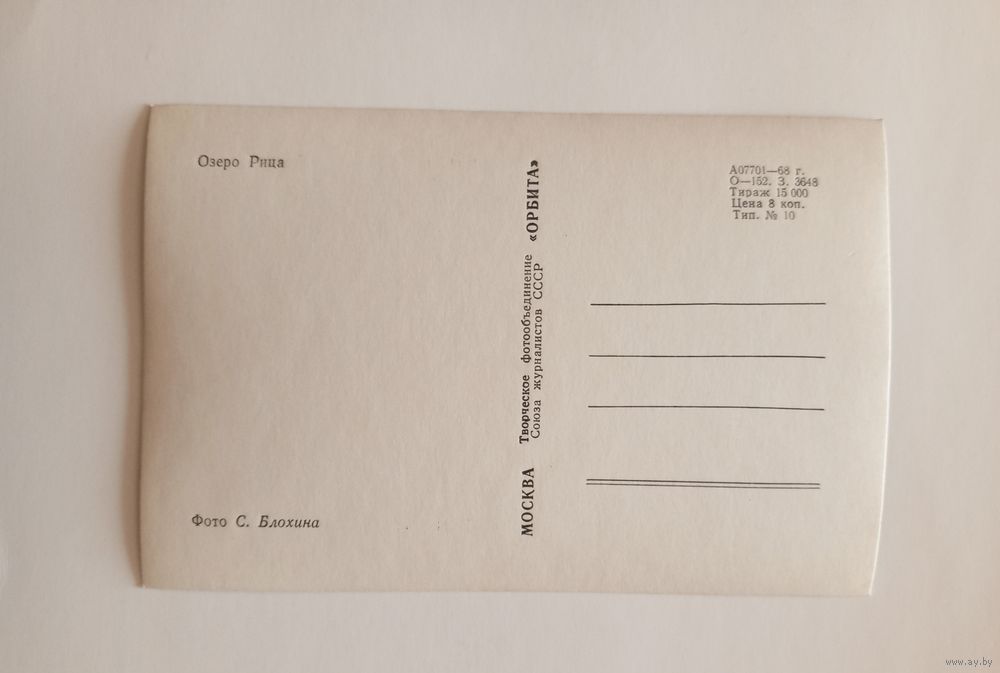 Озеро Рица
Фото С. Блохина
МОСКВА Творческое фотообъединение «ОРБИТА»
Союза журналистов СССР
А07701—68 г.
О—152. З. 3648
Тираж 15 000
Цена 8 коп.
Тип. № 10
www.ay.by